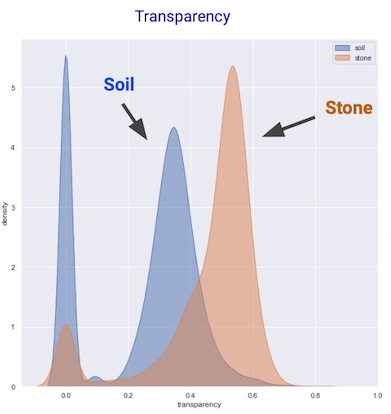 Transparency
soil
stone
Soil
Stone
density
5
4
3
2
1
0
0.0 0.2 0.4 0.6 0.8 1.0
transparency